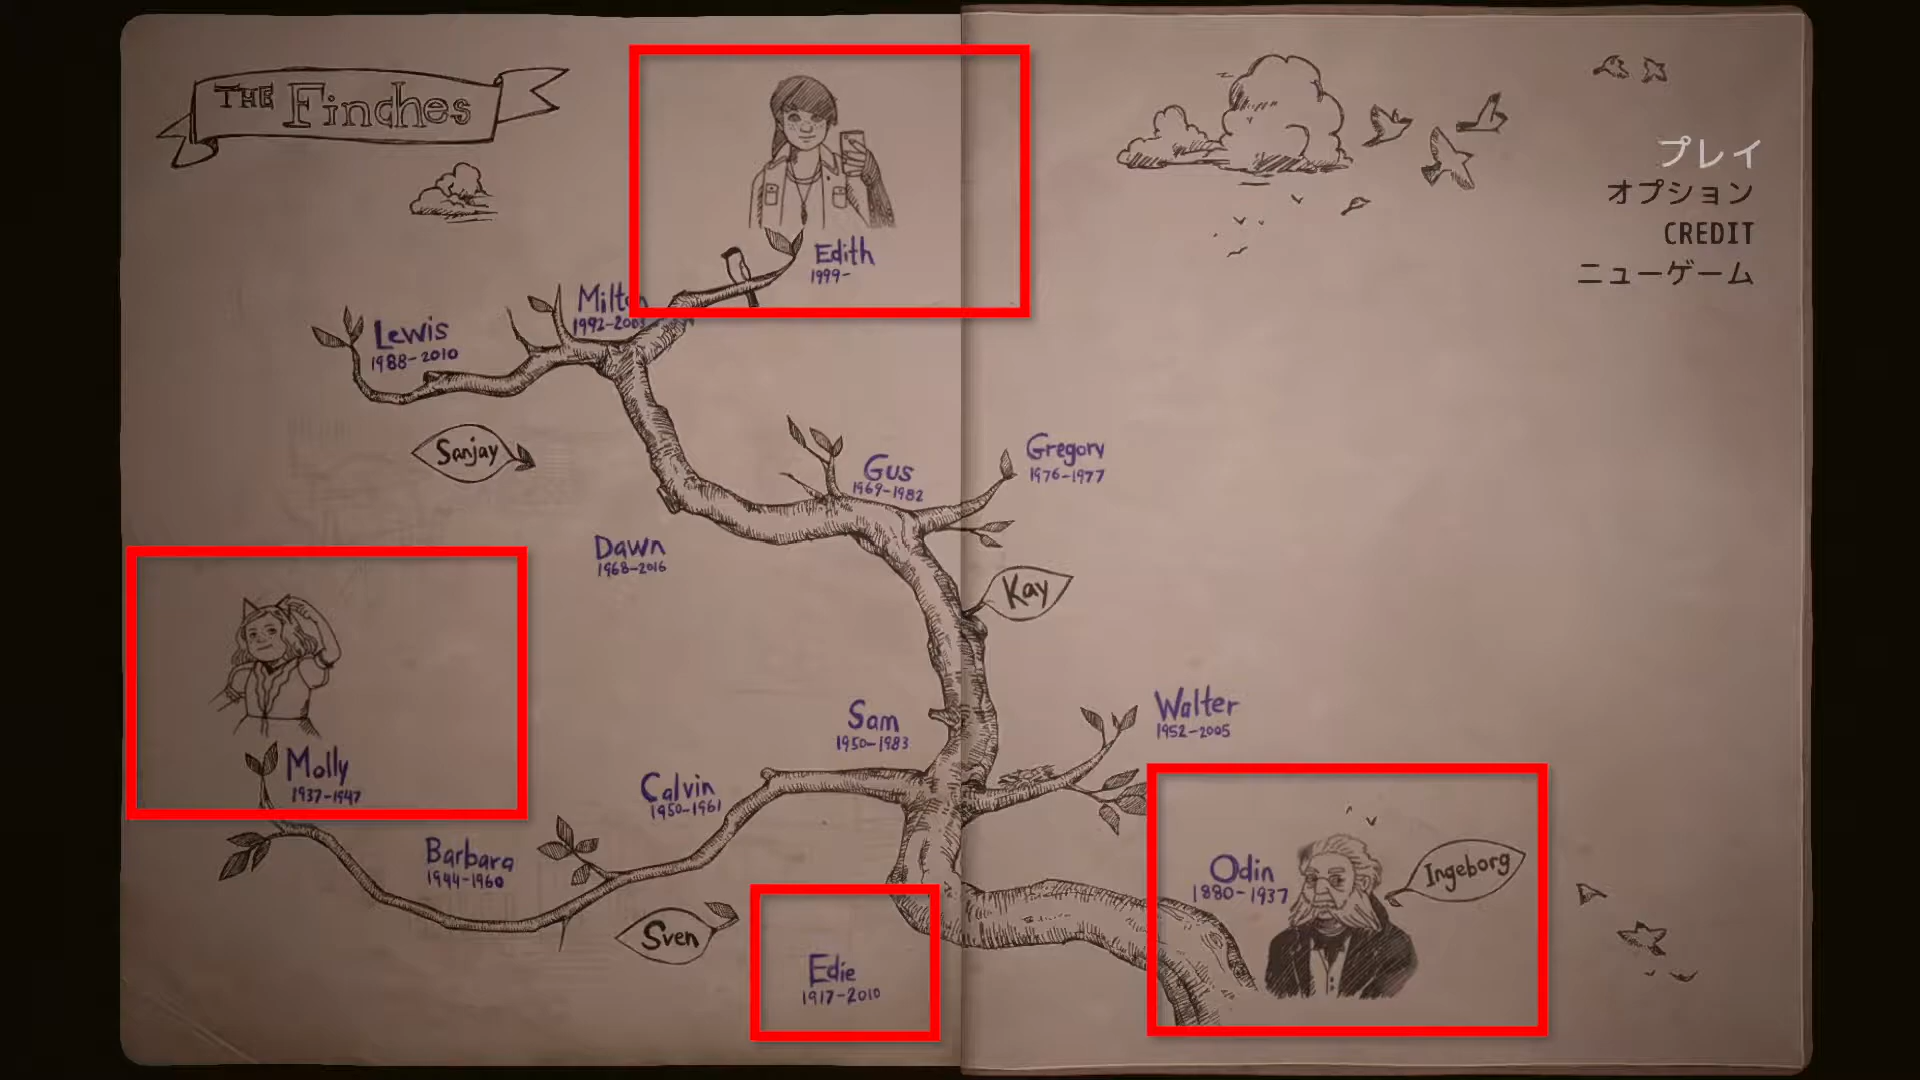 THE Finches
プレイ
オプション
CREDIT
ニューゲーム
Edith
1999-
Milton
1992-2003
Lewis
1988-2010
Sanjay
Gus
1969-1982
Gregory
1976-1977
Dawn
1968-2016
Kay
Sam
1950-1983
Walter
1952-2005
Molly
1937-1947
Calvin
1950-1961
Barbara
1944-1960
Odin
1880-1937
Ingeborg
Sven
Edie
1917-2010